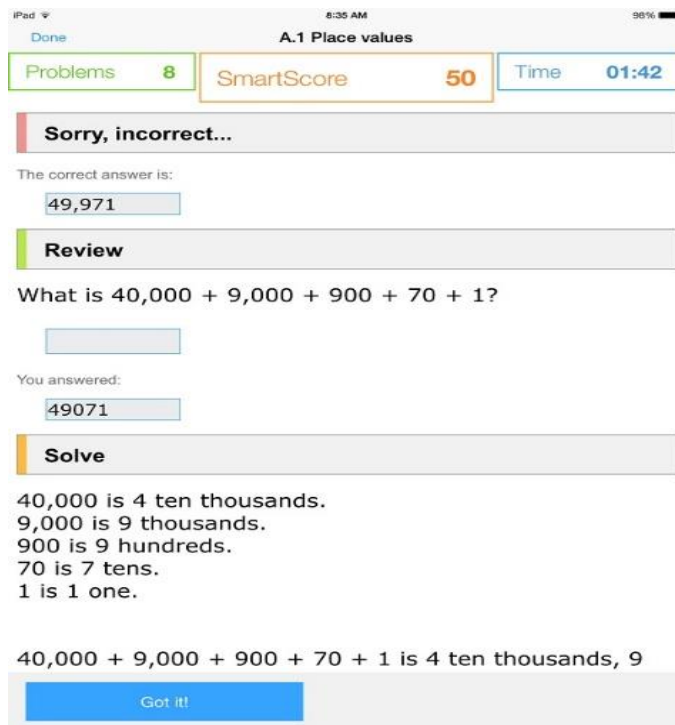 iPad 8:35 AM 98%
Done A.1 Place values
Problems 8 SmartScore 50 Time 01:42
Sorry, incorrect...
The correct answer is:
49,971
Review
What is 40,000 + 9,000 + 900 + 70 + 1?
You answered:
49071
Solve
40,000 is 4 ten thousands.
9,000 is 9 thousands.
900 is 9 hundreds.
70 is 7 tens.
1 is 1 one.
40,000 + 9,000 + 900 + 70 + 1 is 4 ten thousands, 9
Got it!